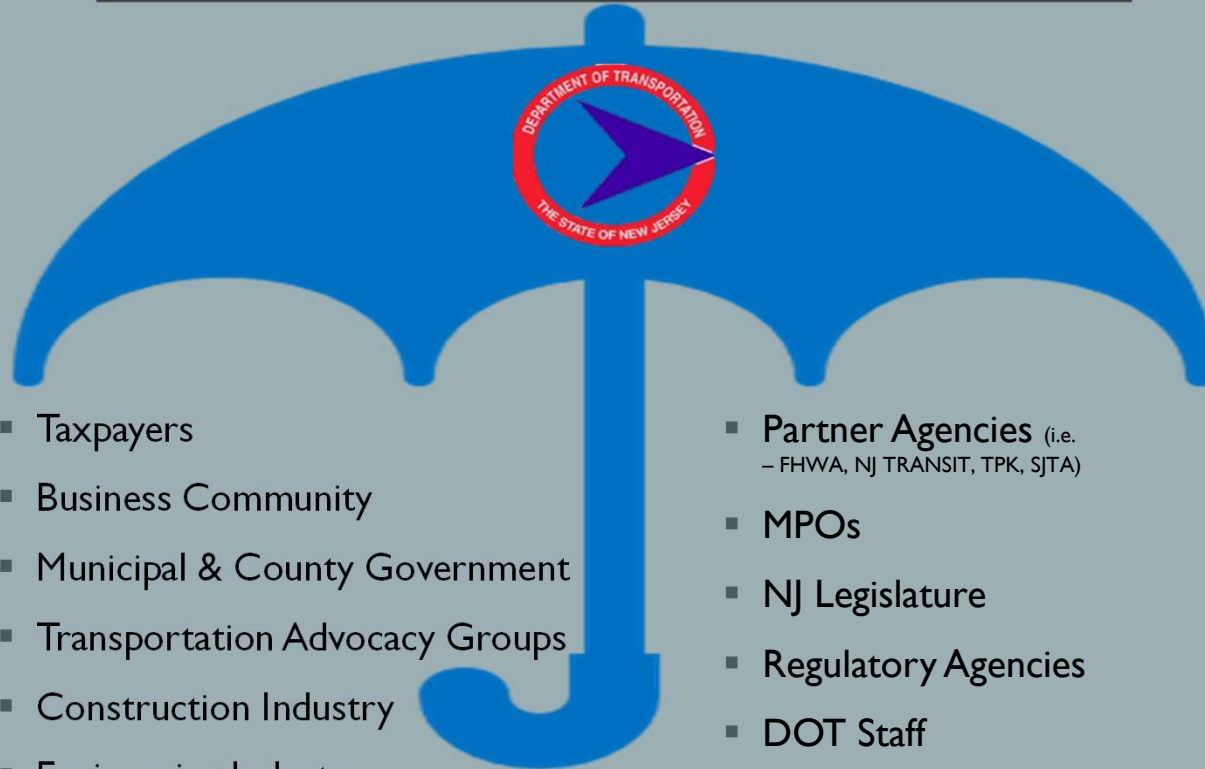 DEPARTMENT OF TRANSPORTATION
THE STATE OF NEW JERSEY
▪ Taxpayers
▪ Business Community
▪ Municipal & County Government
▪ Transportation Advocacy Groups
▪ Construction Industry
▪ Partner Agencies (i.e.
– FHWA, NJ TRANSIT, TPK, SJTA)
▪ MPOs
▪ NJ Legislature
▪ Regulatory Agencies
▪ DOT Staff